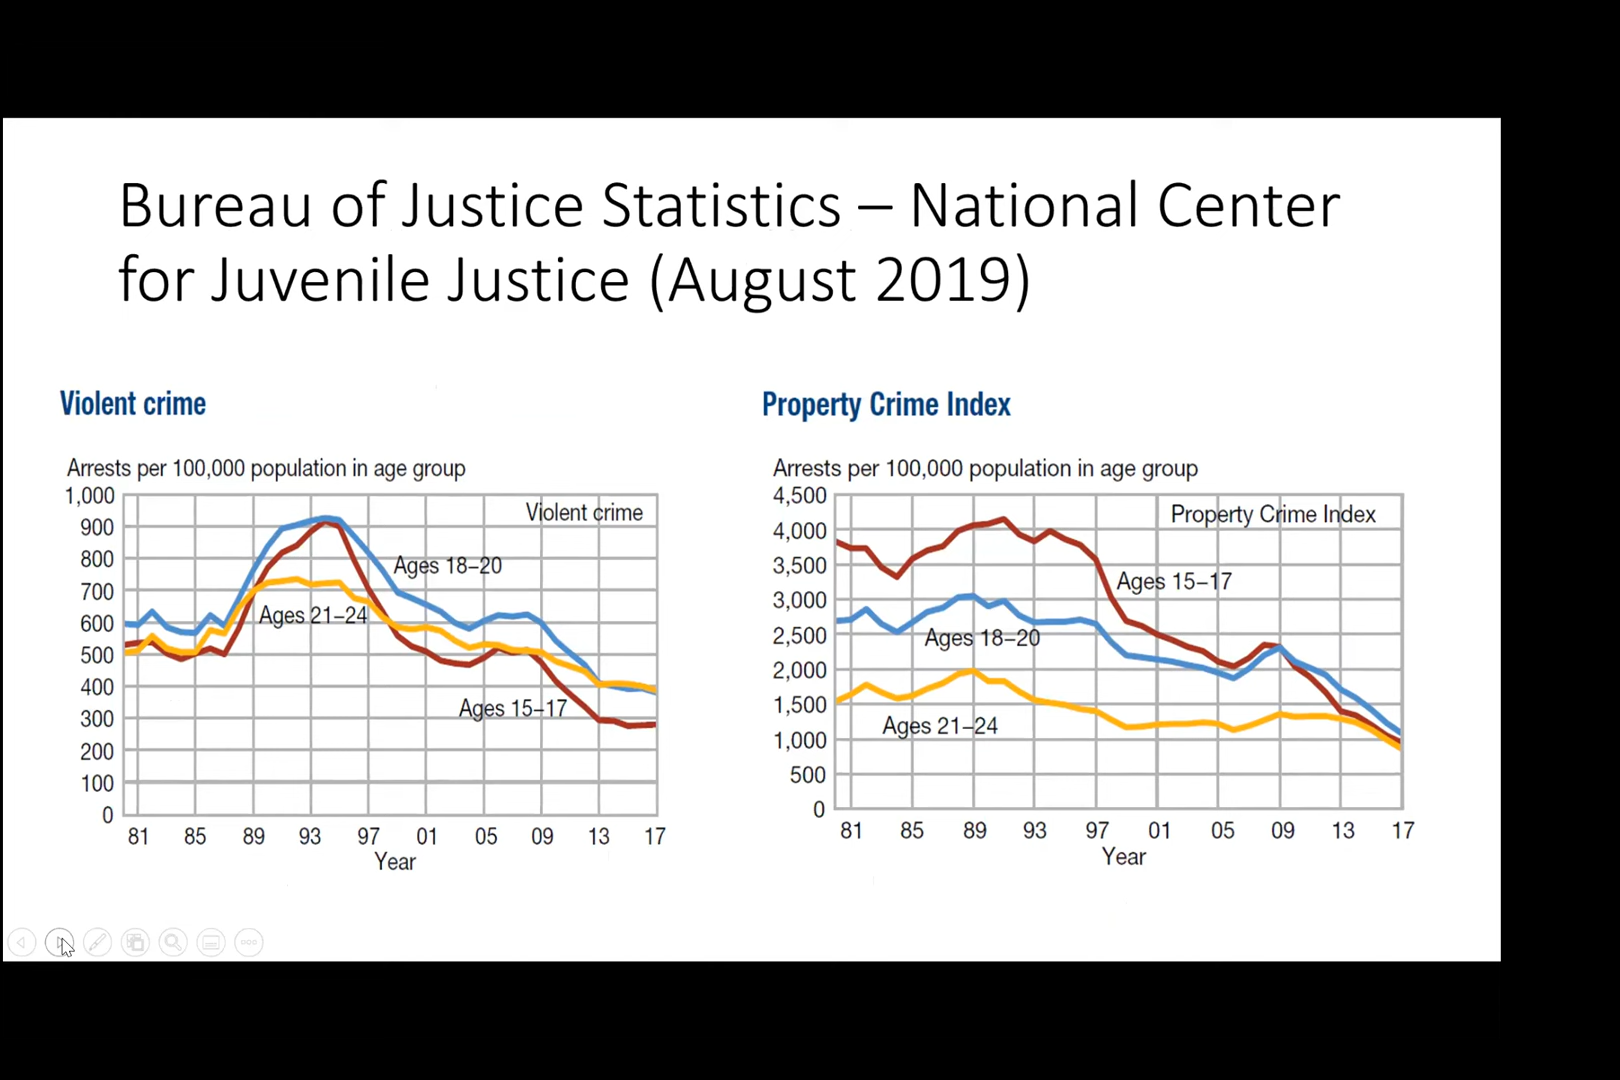 Bureau of Justice Statistics – National Center
for Juvenile Justice (August 2019)
Violent crime
Arrests per 100,000 population in age group
1,000
900
800
700
600
500
400
300
200
100
0
Violent crime
Ages 18–20
Ages 21–24
Ages 15–17
81 85 89 93 97 01 05 09 13 17
Year
Property Crime Index
Arrests per 100,000 population in age group
4,500
4,000
3,500
3,000
2,500
2,000
1,500
1,000
500
0
Property Crime Index
Ages 15–17
Ages 18–20
Ages 21–24
81 85 89 93 97 01 05 09 13 17
Year